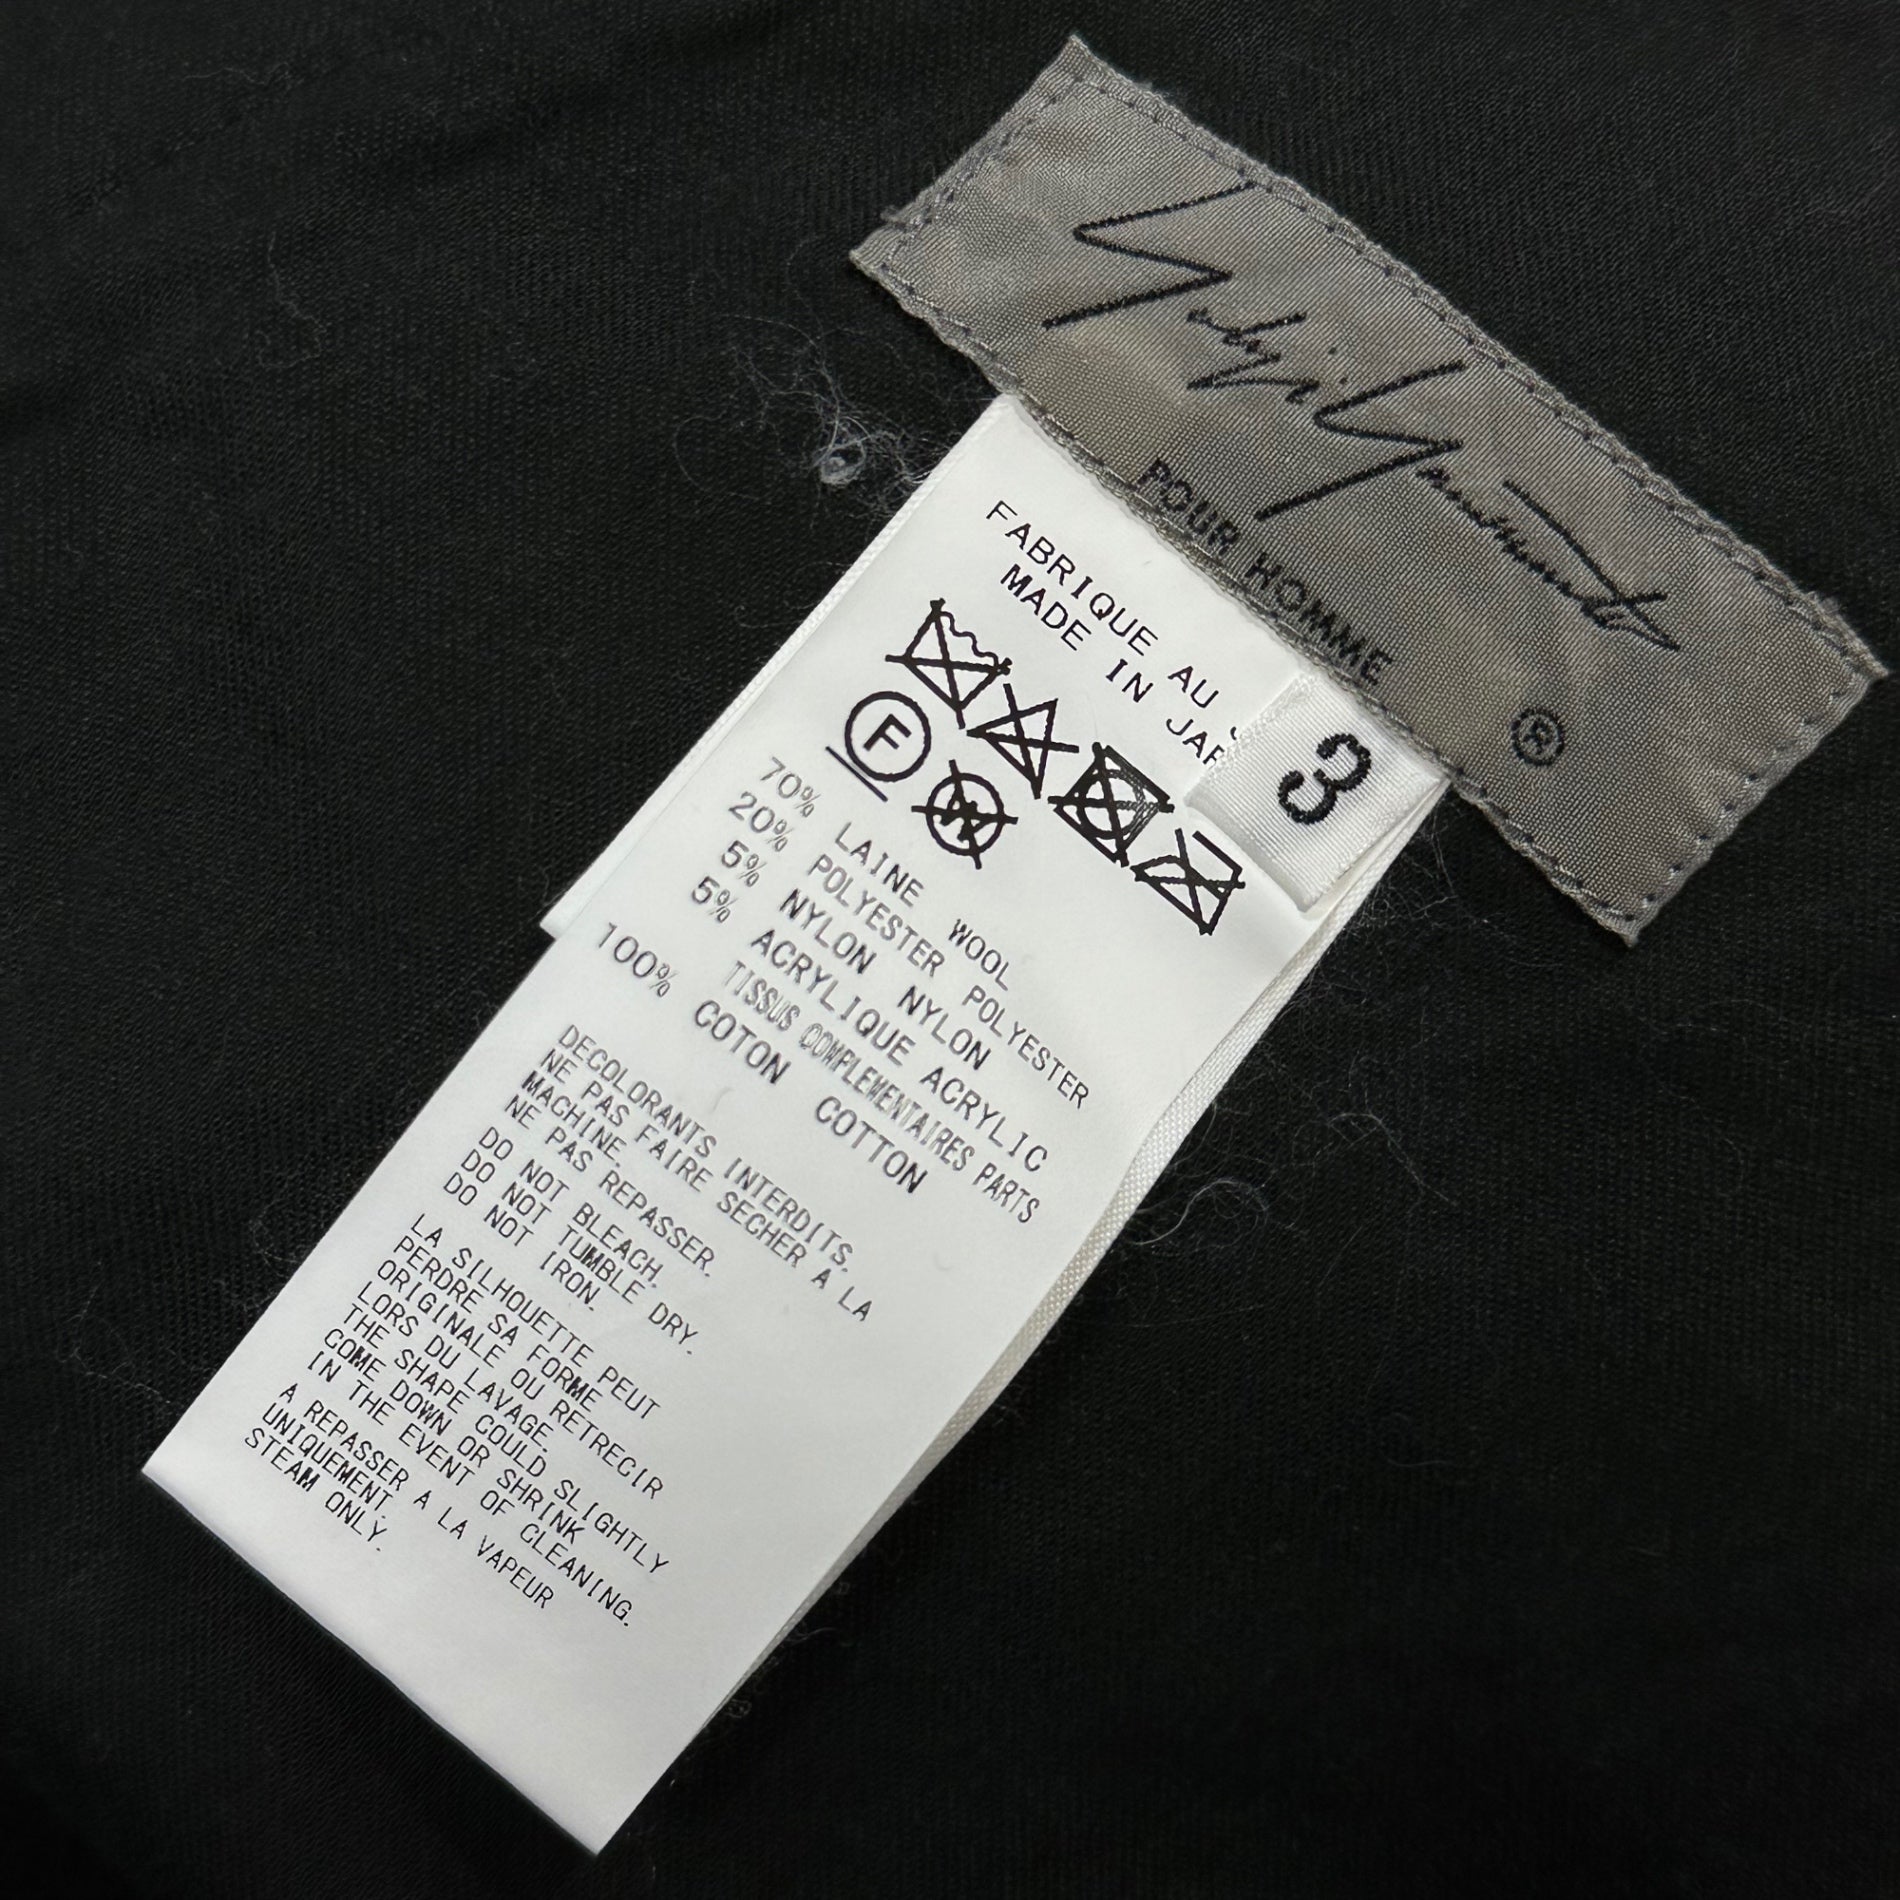 Yohji Yamamoto
POUR HOMME
®
3
FABRIQUE AU J
MADE IN JAP
F
W
70% LAINE WOOL
20% POLYESTER POLYESTER
5% NYLON NYLON
5% ACRYLIQUE ACRYLIC
TISSUS COMPLEMENTAIRES PARTS
100% COTON COTTON
DECOLORANTS INTERDITS.
NE PAS FAIRE SECHER A LA
MACHINE.
NE PAS REPASSER.
DO NOT BLEACH.
DO NOT TUMBLE DRY.
DO NOT IRON.
LA SILHOUETTE PEUT
PERDRE SA FORME
ORIGINALE OU RETRECIR
LORS DU LAVAGE.
THE SHAPE COULD SLIGHTLY
COME DOWN OR SHRINK
IN THE EVENT OF CLEANING.
A REPASSER A LA VAPEUR
UNIQUEMENT.
STEAM ONLY.